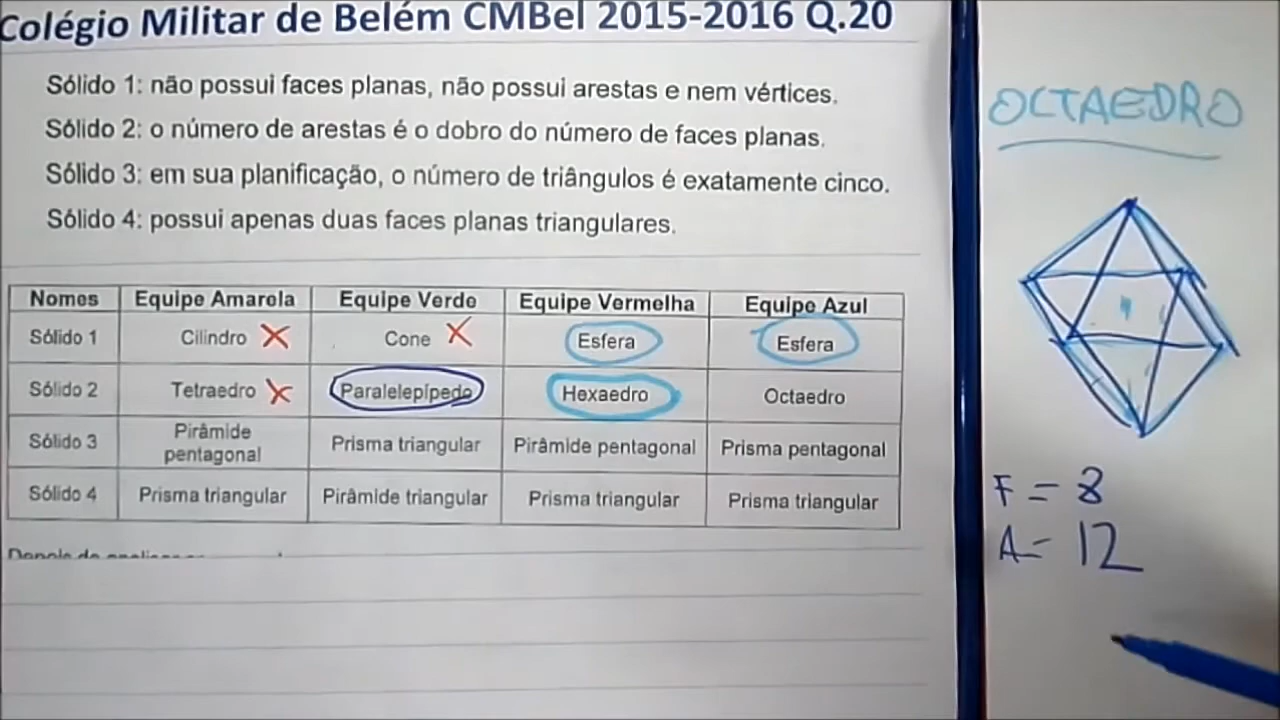 Colégio Militar de Belém CMBel 2015-2016 Q.20
Sólido 1: não possui faces planas, não possui arestas e nem vértices.
Sólido 2: o número de arestas é o dobro do número de faces planas.
Sólido 3: em sua planificação, o número de triângulos é exatamente cinco.
Sólido 4: possui apenas duas faces planas triangulares.
Nomes Equipe Amarela Equipe Verde Equipe Vermelha Equipe Azul
Sólido 1 Cilindro Cone Esfera Esfera
Sólido 2 Tetraedro Paralelepípedo Hexaedro Octaedro
Sólido 3 Pirâmide pentagonal Prisma triangular Pirâmide pentagonal Prisma pentagonal
Sólido 4 Prisma triangular Pirâmide triangular Prisma triangular Prisma triangular
OCTAEDRO
F = 8
A = 12